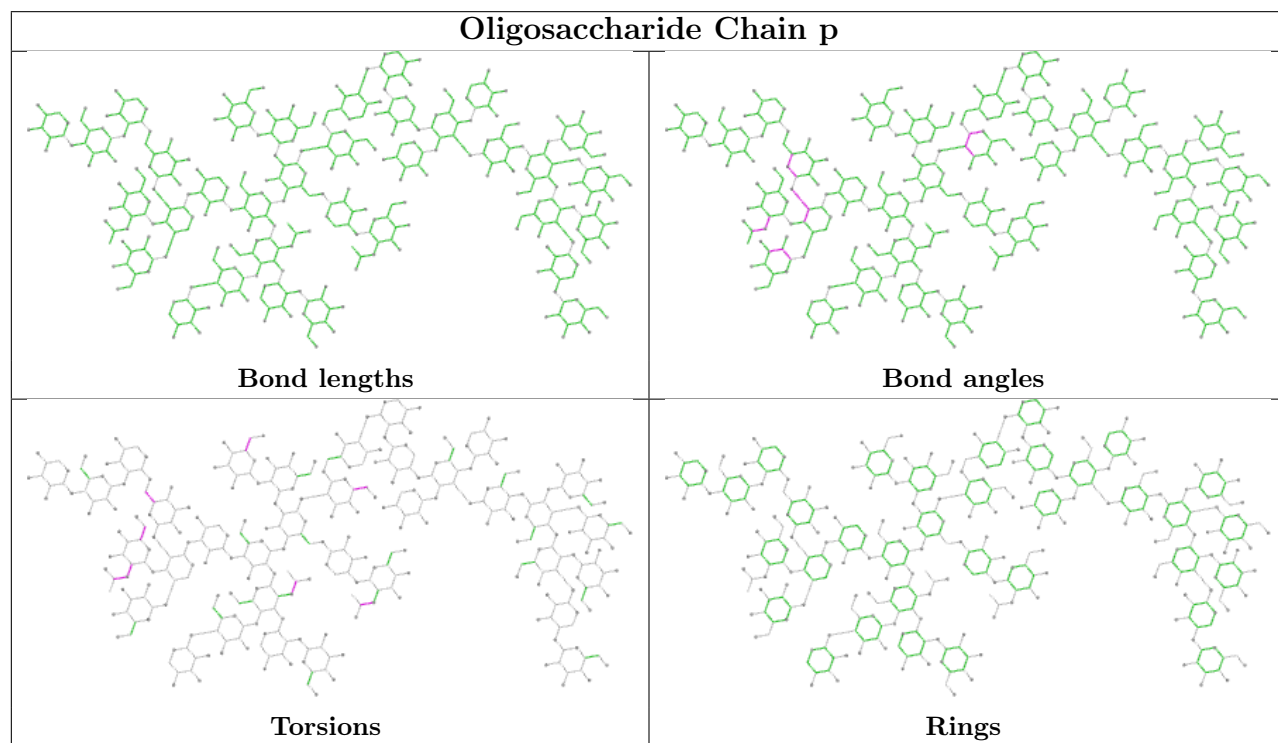 Oligosaccharide Chain p
Bond lengths
Bond angles
Torsions
Rings